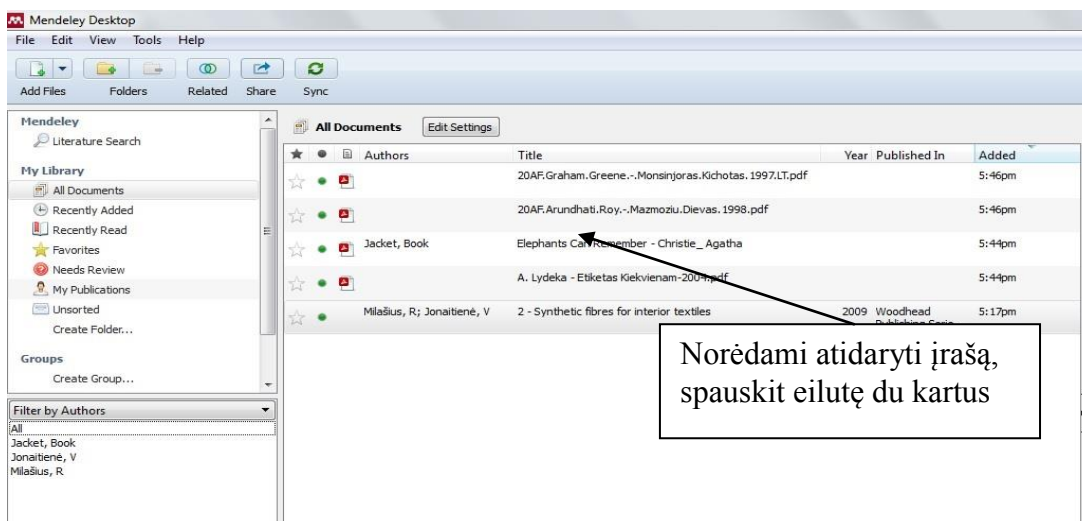 Mendeley Desktop
File Edit View Tools Help
Add Files Folders Related Share Sync
Mendeley
Literature Search
My Library
All Documents
Recently Added
Recently Read
Favorites
Needs Review
My Publications
Unsorted
Create Folder...
Groups
Create Group...
Filter by Authors
All
Jacket, Book
Jonaitienė, V
Milašius, R
All Documents Edit Settings
Authors Title Year Published In Added
20AF.Graham.Greene.-.Monsinjoras.Kichotas.1997.LT.pdf 5:46pm
20AF.Arundhati.Roy.-.Mazmoziu.Dievas.1998.pdf 5:46pm
Jacket, Book Elephants Can Remember - Christie_ Agatha 5:44pm
A. Lydeka - Etiketas Kiekvienam-2004.pdf 5:44pm
Milašius, R; Jonaitienė, V 2 - Synthetic fibres for interior textiles 2009 Woodhead 5:17pm
Norėdami atidaryti įrašą,
spauskit eilutę du kartus